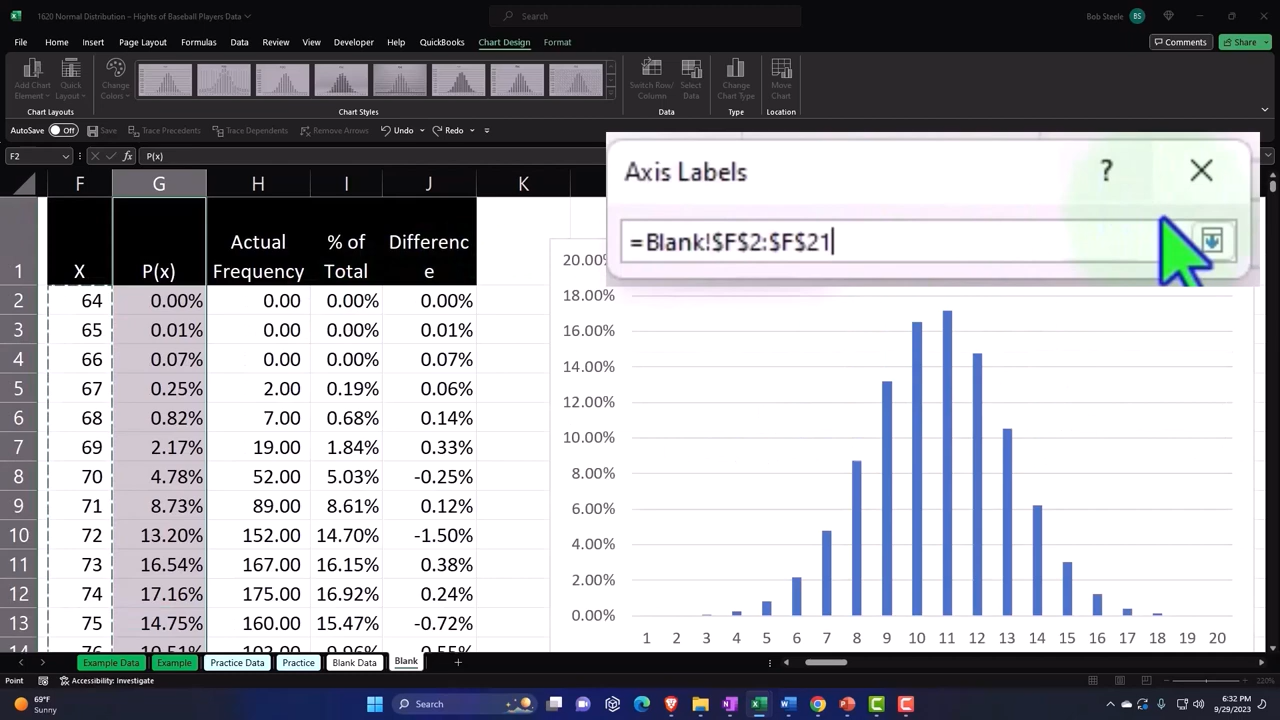 1620 Normal Distribution – Hights of Baseball Players Data
Search
Bob Steele BS
File Home Insert Page Layout Formulas Data Review View Developer Help QuickBooks Chart Design Format
Comments Share
Add Chart Element Quick Layout Change Colors Switch Row/Column Select Data Change Chart Type Move Chart
Chart Layouts Chart Styles Data Type Location
AutoSave Off Save Trace Precedents Trace Dependents Remove Arrows Undo Redo
F2 fx P(x)
Axis Labels ? X
=Blank!$F$2:$F$21
F G H I J K
1 X P(x) Actual Frequency % of Total Differenc e
2 64 0.00% 0.00 0.00% 0.00%
3 65 0.01% 0.00 0.00% 0.01%
4 66 0.07% 0.00 0.00% 0.07%
5 67 0.25% 2.00 0.19% 0.06%
6 68 0.82% 7.00 0.68% 0.14%
7 69 2.17% 19.00 1.84% 0.33%
8 70 4.78% 52.00 5.03% -0.25%
9 71 8.73% 89.00 8.61% 0.12%
10 72 13.20% 152.00 14.70% -1.50%
11 73 16.54% 167.00 16.15% 0.38%
12 74 17.16% 175.00 16.92% 0.24%
13 75 14.75% 160.00 15.47% -0.72%
20.00%
18.00%
16.00%
14.00%
12.00%
10.00%
8.00%
6.00%
4.00%
2.00%
0.00%
1 2 3 4 5 6 7 8 9 10 11 12 13 14 15 16 17 18 19 20
Example Data Example Practice Data Practice Blank Data Blank
Point Accessibility: Investigate 220%
69°F
Sunny
Search
6:32 PM
9/29/2023